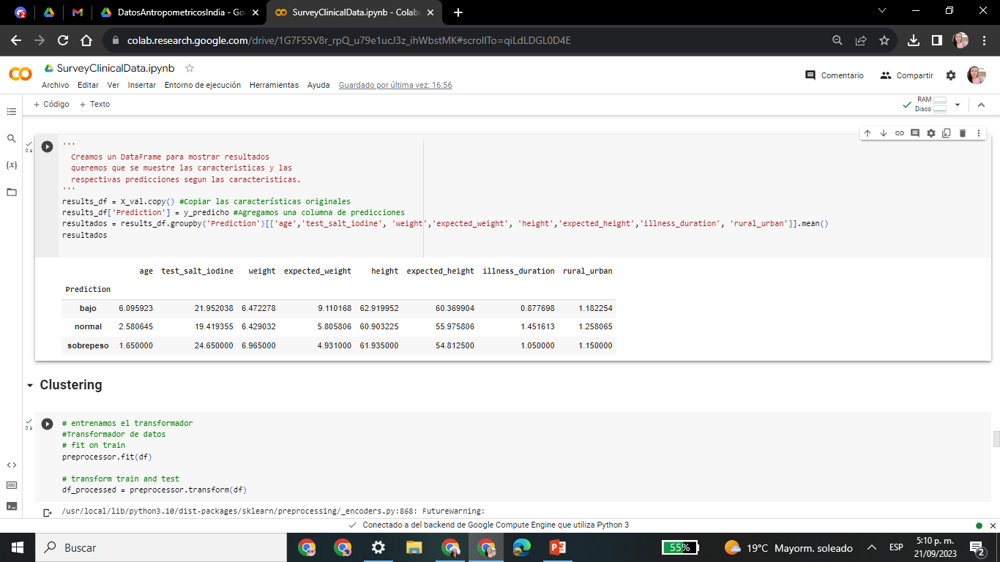 DatosAntropometricosIndia - Go
SurveyClinicalData.ipynb - Colab
colab.research.google.com/drive/1G7F55V8r_rpQ_u79e1ucJ3z_ihWbstMK#scrollTo=qiLdLDGL0D4E
SurveyClinicalData.ipynb
Comentario Compartir
Archivo Editar Ver Insertar Entorno de ejecución Herramientas Ayuda Guardado por última vez: 16:56
+ Código + Texto
RAM
Disco
0 s
'''
Creamos un DataFrame para mostrar resultados
queremos que se muestre las caracteristicas y las
respectivas predicciones segun las caracteristicas.
'''
results_df = X_val.copy() #Copiar las características originales
results_df['Prediction'] = y_predicho #Agregamos una columna de predicciones
resultados = results_df.groupby('Prediction')[['age','test_salt_iodine', 'weight','expected_weight', 'height','expected_height','illness_duration', 'rural_urban']].mean()
resultados
age test_salt_iodine weight expected_weight height expected_height illness_duration rural_urban
Prediction
bajo 6.095923 21.952038 6.472278 9.110168 62.919952 60.369904 0.877698 1.182254
normal 2.580645 19.419355 6.429032 5.805806 60.903225 55.975806 1.451613 1.258065
sobrepeso 1.650000 24.650000 6.965000 4.931000 61.935000 54.812500 1.050000 1.150000
Clustering
0 s
# entrenamos el transformador
#Transformador de datos
# fit on train
preprocessor.fit(df)
# transform train and test
df_processed = preprocessor.transform(df)
/usr/local/lib/python3.10/dist-packages/sklearn/preprocessing/_encoders.py:868: FutureWarning:
Conectado a del backend de Google Compute Engine que utiliza Python 3
Buscar
55%
19°C Mayorm. soleado
ESP
5:10 p. m.
21/09/2023
2